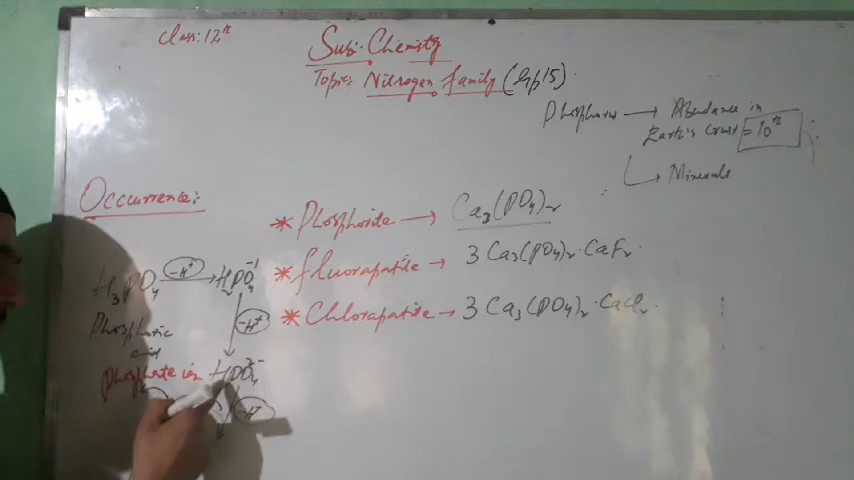 Class: 12th
Sub: Chemistry
Topic: Nitrogen family (Gp 15).
Phosphorus → Abundance in
Earth's Crust = 10th
→ Minerals
Occurrence:
* Phosphorite → Ca₃(PO₄)₂
* fluorapatite → 3 Ca₃(PO₄)₂·CaF₂.
* Chlorapatite → 3 Ca₃(PO₄)₂·CaCl₂.
H₃PO₄ –H⁺ → H₂PO₄⁻¹
Phosphoric
acid
–H⁺
phosphate ion HPO₄²⁻
–H⁺